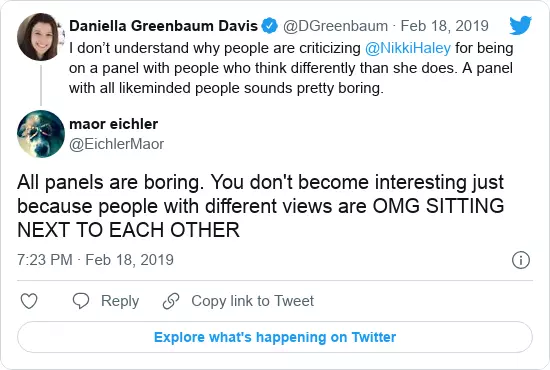 Daniella Greenbaum Davis @DGreenbaum · Feb 18, 2019
I don't understand why people are criticizing @NikkiHaley for being
on a panel with people who think differently than she does. A panel
with all likeminded people sounds pretty boring.
maor eichler
@EichlerMaor
All panels are boring. You don't become interesting just
because people with different views are OMG SITTING
NEXT TO EACH OTHER
7:23 PM · Feb 18, 2019
Reply
Copy link to Tweet
Explore what's happening on Twitter